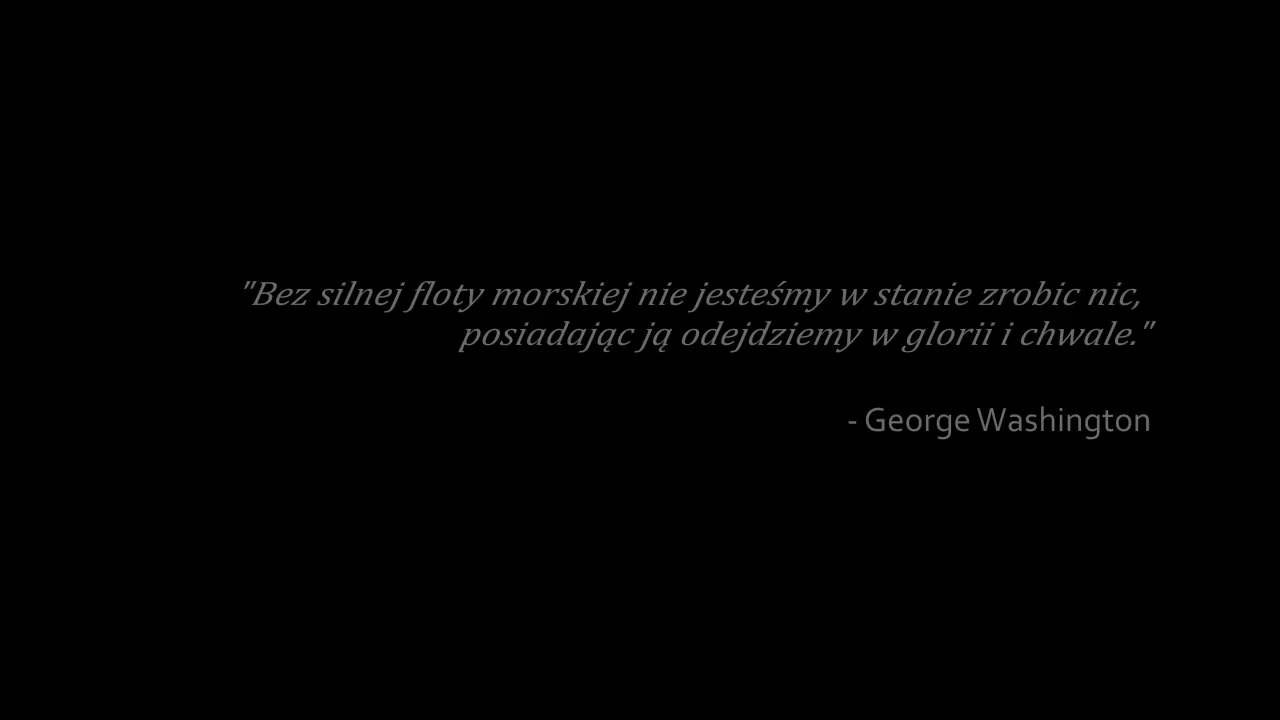 "Bez silnej floty morskiej nie jesteśmy w stanie zrobic nic,
posiadając ją odejdziemy w glorii i chwale."
- George Washington